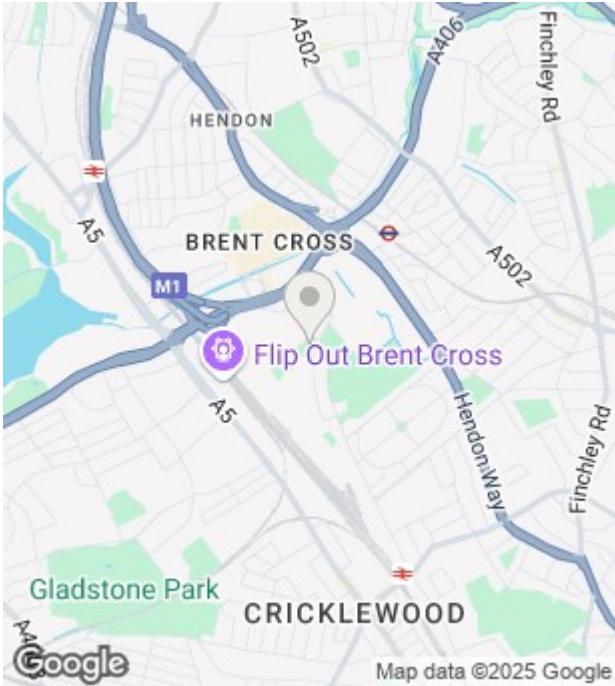 A502
A406
Finchley Rd
HENDON
A5
BRENT CROSS
A502
M1
Flip Out Brent Cross
A5
Hendon Way
Finchley Rd
Gladstone Park
CRICKLEWOOD
Google
Map data ©2025 Google